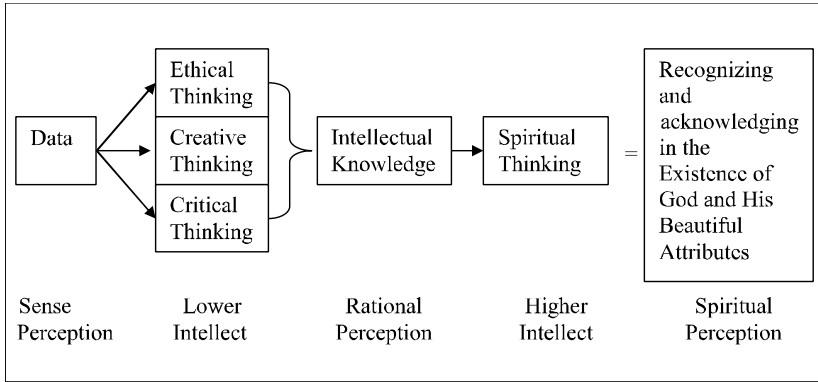 Data
Ethical
Thinking
Creative
Thinking
Critical
Thinking
Intellectual
Knowledge
Spiritual
Thinking
=
Recognizing
and
acknowledging
in the
Existence of
God and His
Beautiful
Attributes
Sense
Perception
Lower
Intellect
Rational
Perception
Higher
Intellect
Spiritual
Perception